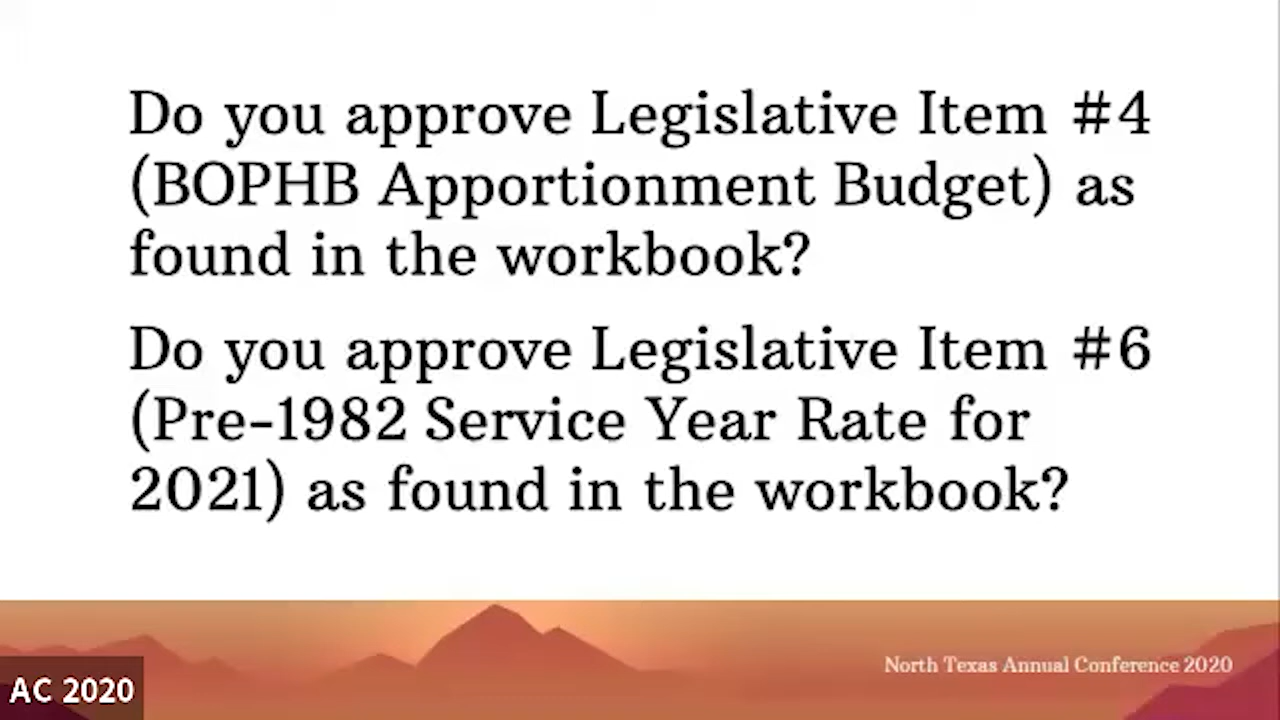 Do you approve Legislative Item #4
(BOPHB Apportionment Budget) as
found in the workbook?
Do you approve Legislative Item #6
(Pre-1982 Service Year Rate for
2021) as found in the workbook?
North Texas Annual Conference 2020
AC 2020